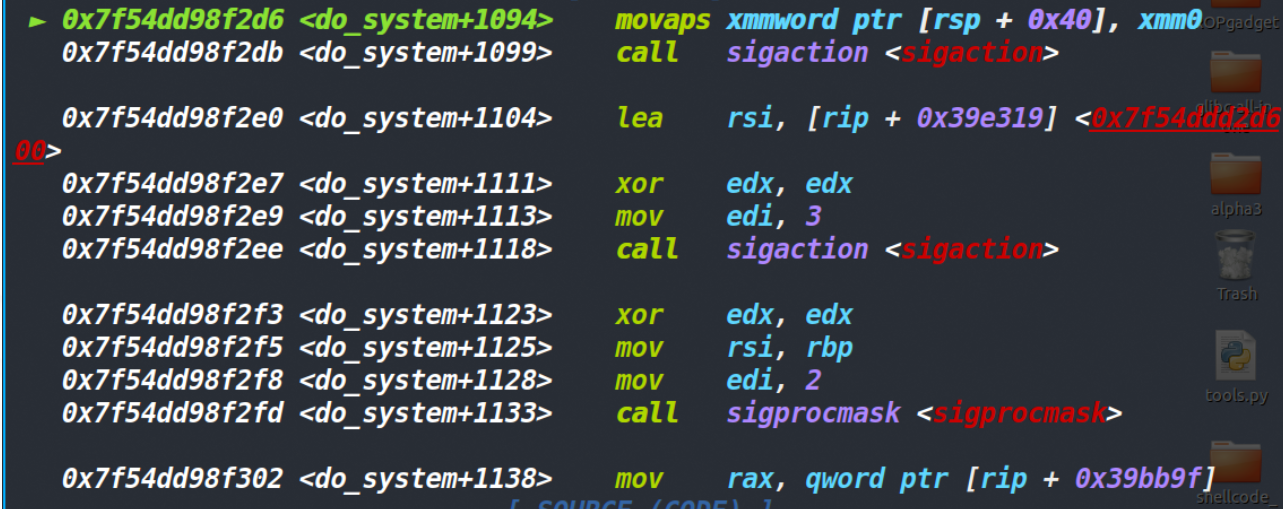 ► 0x7f54dd98f2d6 <do_system+1094> movaps xmmword ptr [rsp + 0x40], xmm0
OPgadget
0x7f54dd98f2db <do_system+1099> call sigaction <sigaction>
0x7f54dd98f2e0 <do_system+1104> lea rsi, [rip + 0x39e319] <0x7f54ddd2d6
00>
0x7f54dd98f2e7 <do_system+1111> xor edx, edx
0x7f54dd98f2e9 <do_system+1113> mov edi, 3
alpha3
0x7f54dd98f2ee <do_system+1118> call sigaction <sigaction>
Trash
0x7f54dd98f2f3 <do_system+1123> xor edx, edx
0x7f54dd98f2f5 <do_system+1125> mov rsi, rbp
0x7f54dd98f2f8 <do_system+1128> mov edi, 2
tools.py
0x7f54dd98f2fd <do_system+1133> call sigprocmask <sigprocmask>
0x7f54dd98f302 <do_system+1138> mov rax, qword ptr [rip + 0x39bb9f]
shellcode_
[ SOURCE (CODE) ]